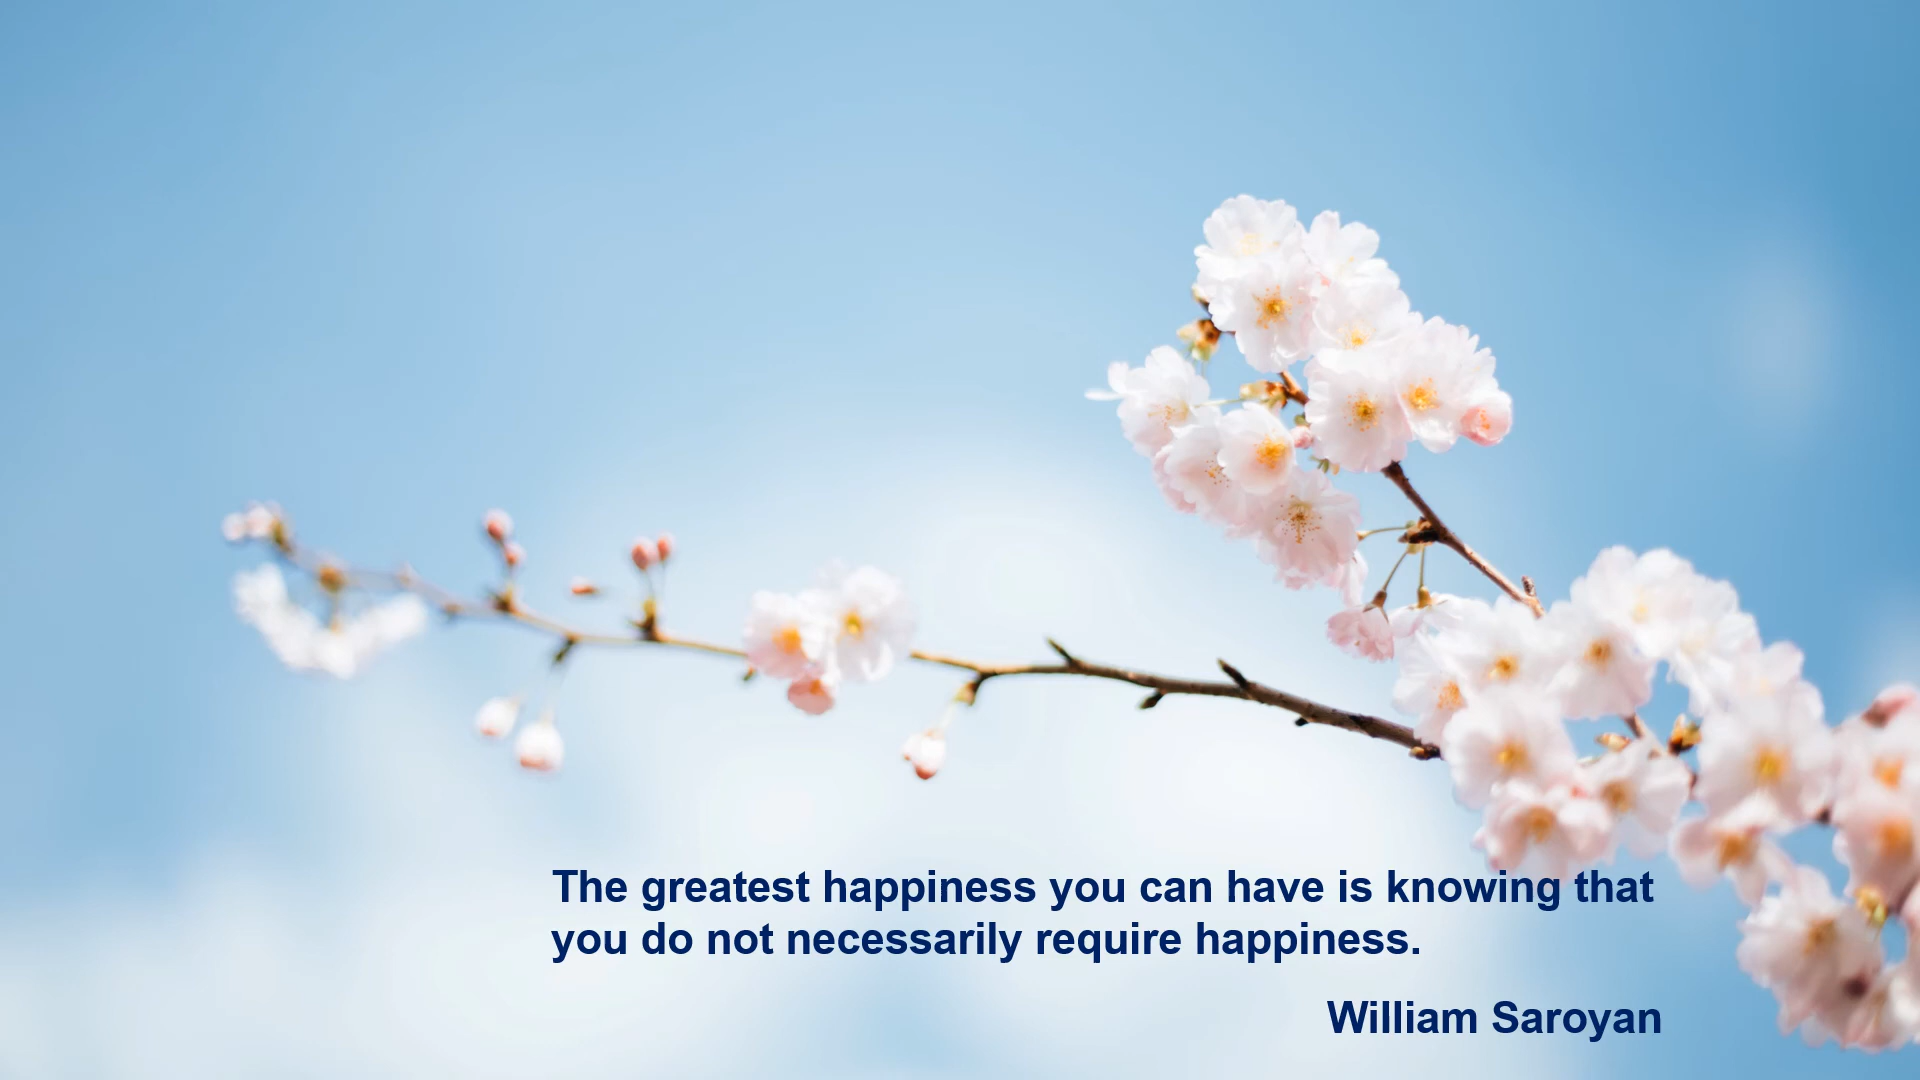 The greatest happiness you can have is knowing that
you do not necessarily require happiness.
William Saroyan